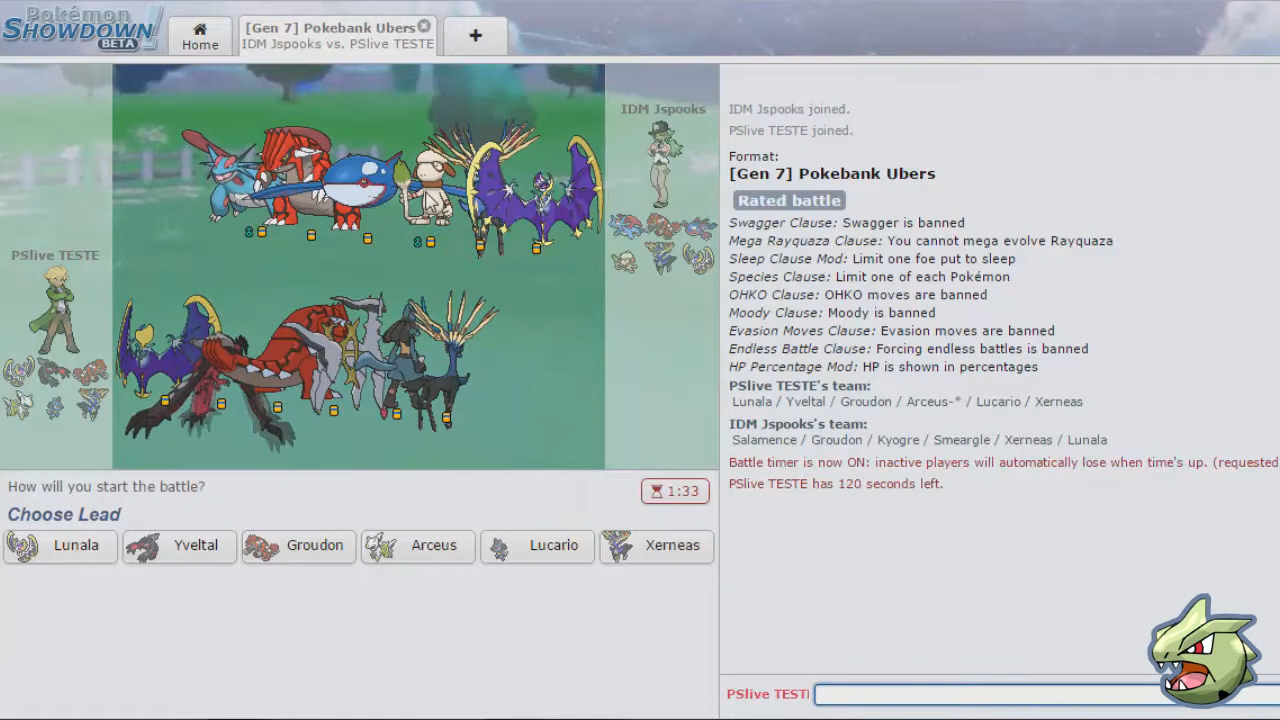 Pokémon
SHOWDOWN!
BETA
Home
[Gen 7] Pokebank Ubers
IDM Jspooks vs. PSlive TESTE
+
PSlive TESTE
IDM Jspooks
IDM Jspooks joined.
PSlive TESTE joined.
Format:
[Gen 7] Pokebank Ubers
Rated battle
Swagger Clause: Swagger is banned
Mega Rayquaza Clause: You cannot mega evolve Rayquaza
Sleep Clause Mod: Limit one foe put to sleep
Species Clause: Limit one of each Pokémon
OHKO Clause: OHKO moves are banned
Moody Clause: Moody is banned
Evasion Moves Clause: Evasion moves are banned
Endless Battle Clause: Forcing endless battles is banned
HP Percentage Mod: HP is shown in percentages
PSlive TESTE's team:
Lunala / Yveltal / Groudon / Arceus-* / Lucario / Xerneas
IDM Jspooks's team:
Salamence / Groudon / Kyogre / Smeargle / Xerneas / Lunala
Battle timer is now ON: inactive players will automatically lose when time's up. (requested
PSlive TESTE has 120 seconds left.
How will you start the battle?
1:33
Choose Lead
Lunala
Yveltal
Groudon
Arceus
Lucario
Xerneas
PSlive TEST